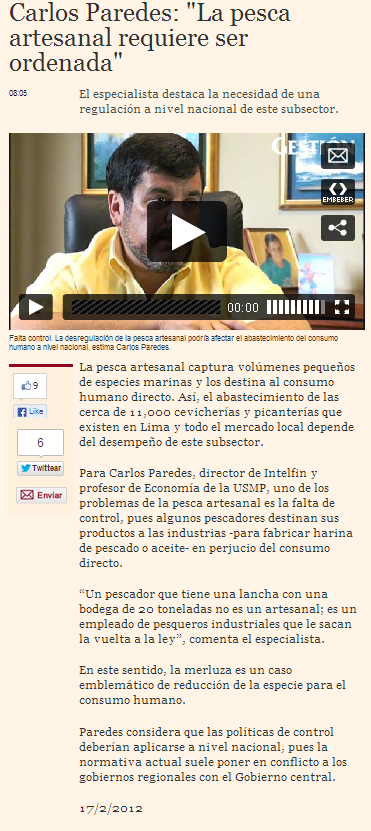 Carlos Paredes: "La pesca
artesanal requiere ser
ordenada"
08:05
El especialista destaca la necesidad de una
regulación a nivel nacional de este subsector.
GESTIÓN
EMBEBER
00:00
Falta control. La desregulación de la pesca artesanal podría afectar el abastecimiento del consumo
humano a nivel nacional, estima Carlos Paredes.
9
Like
6
Twittear
Enviar
La pesca artesanal captura volúmenes pequeños
de especies marinas y los destina al consumo
humano directo. Así, el abastecimiento de las
cerca de 11,000 cevicherías y picanterías que
existen en Lima y todo el mercado local depende
del desempeño de este subsector.
Para Carlos Paredes, director de Intelfin y
profesor de Economía de la USMP, uno de los
problemas de la pesca artesanal es la falta de
control, pues algunos pescadores destinan sus
productos a las industrias -para fabricar harina
de pescado o aceite- en perjucio del consumo
directo.
“Un pescador que tiene una lancha con una
bodega de 20 toneladas no es un artesanal; es un
empleado de pesqueros industriales que le sacan
la vuelta a la ley”, comenta el especialista.
En este sentido, la merluza es un caso
emblemático de reducción de la especie para el
consumo humano.
Paredes considera que las políticas de control
deberían aplicarse a nivel nacional, pues la
normativa actual suele poner en conflicto a los
gobiernos regionales con el Gobierno central.
17/2/2012